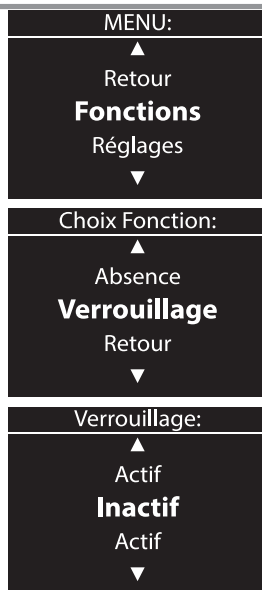 MENU:
▲
Retour
Fonctions
Réglages
▼
Choix Fonction:
▲
Absence
Verrouillage
Retour
▼
Verrouillage:
▲
Actif
Inactif
Actif
▼